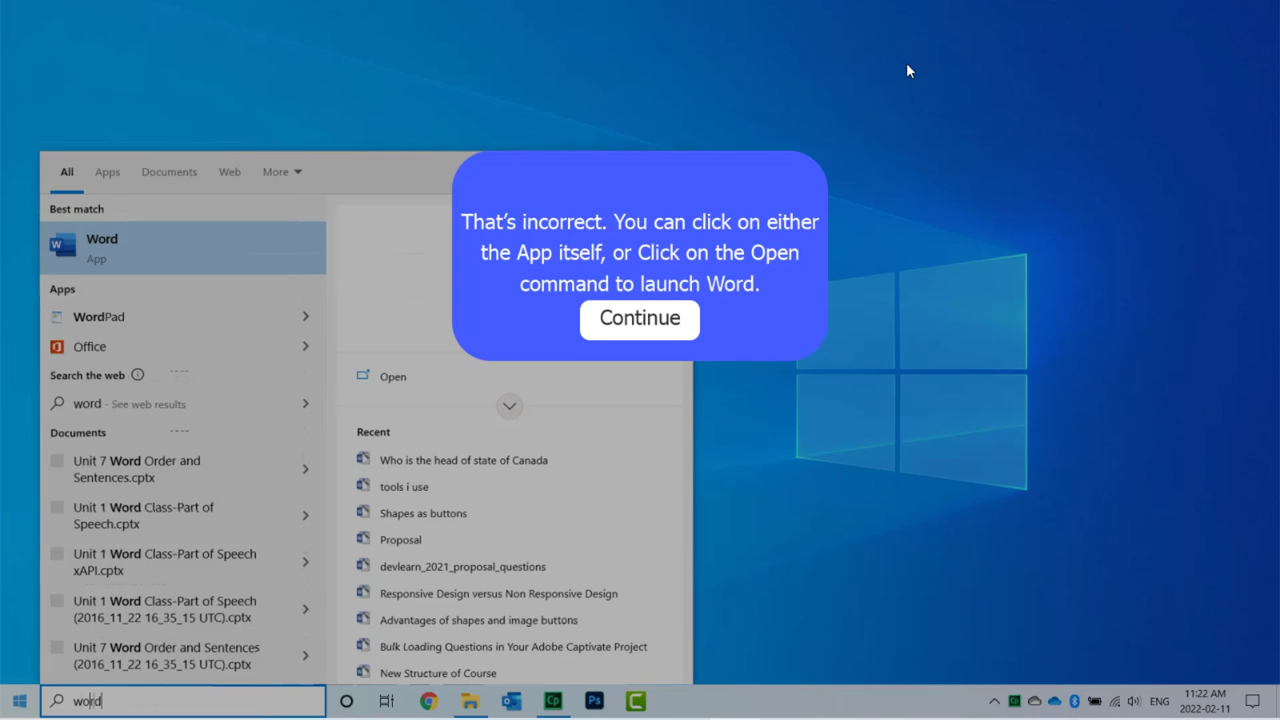 All Apps Documents Web More
Best match
Word
App
Apps
WordPad
Office
Search the web
word - See web results
Documents
Unit 7 Word Order and
Sentences.cptx
Unit 1 Word Class-Part of
Speech.cptx
Unit 1 Word Class-Part of Speech
xAPI.cptx
Unit 1 Word Class-Part of Speech
(2016_11_22 16_35_15 UTC).cptx
Unit 7 Word Order and Sentences
(2016_11_22 16_35_15 UTC).cptx
That's incorrect. You can click on either
the App itself, or Click on the Open
command to launch Word.
Continue
Open
Recent
Who is the head of state of Canada
tools i use
Shapes as buttons
Proposal
devlearn_2021_proposal_questions
Responsive Design versus Non Responsive Design
Advantages of shapes and image buttons
Bulk Loading Questions in Your Adobe Captivate Project
New Structure of Course
word
Cp
Ps
Cp
ENG
11:22 AM
2022-02-11